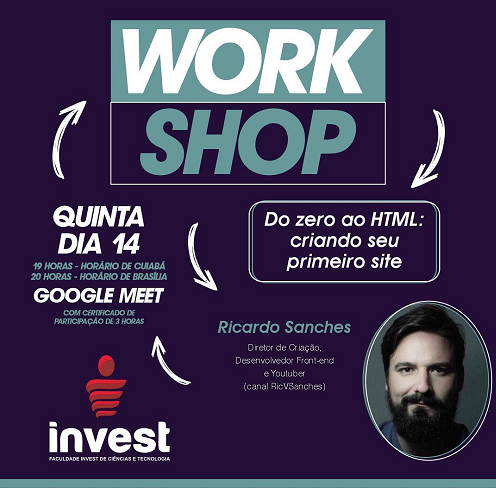 WORK
SHOP
QUINTA
DIA 14
19 HORAS - HORÁRIO DE CUIABÁ
20 HORAS - HORÁRIO DE BRASÍLIA
GOOGLE MEET
COM CERTIFICADO DE
PARTICIPAÇÃO DE 3 HORAS
Do zero ao HTML:
criando seu
primeiro site
Ricardo Sanches
Diretor de Criação,
Desenvolvedor Front-end
e Youtuber
(canal RicVSanches)
invest
FACULDADE INVEST DE CIÊNCIAS E TECNOLOGIA